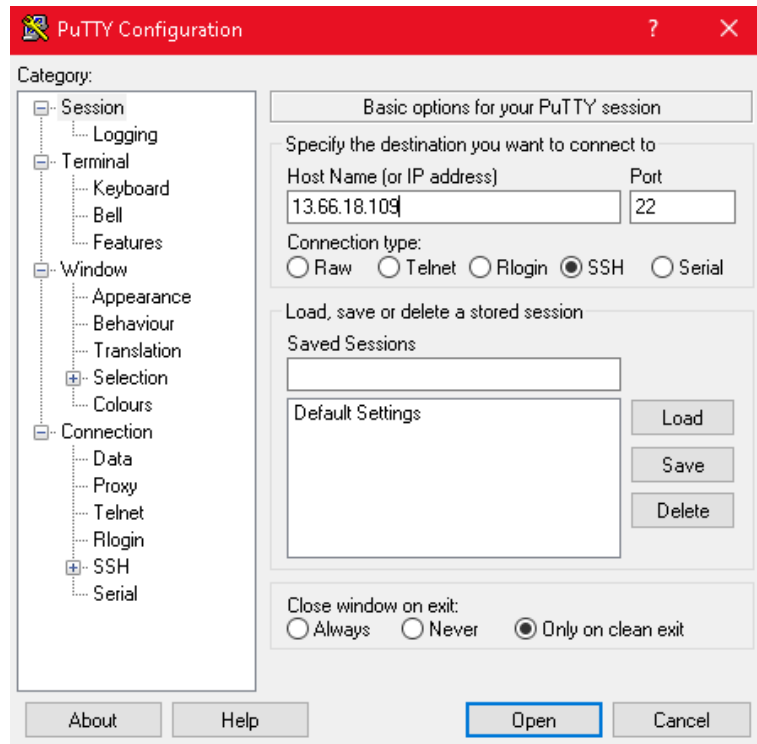 PuTTY Configuration
?
Category:
Session
Logging
Terminal
Keyboard
Bell
Features
Window
Appearance
Behaviour
Translation
Selection
Colours
Connection
Data
Proxy
Telnet
Rlogin
SSH
Serial
Basic options for your PuTTY session
Specify the destination you want to connect to
Host Name (or IP address) Port
13.66.18.109 22
Connection type:
Raw Telnet Rlogin SSH Serial
Load, save or delete a stored session
Saved Sessions
Default Settings
Load
Save
Delete
Close window on exit:
Always Never Only on clean exit
About Help Open Cancel